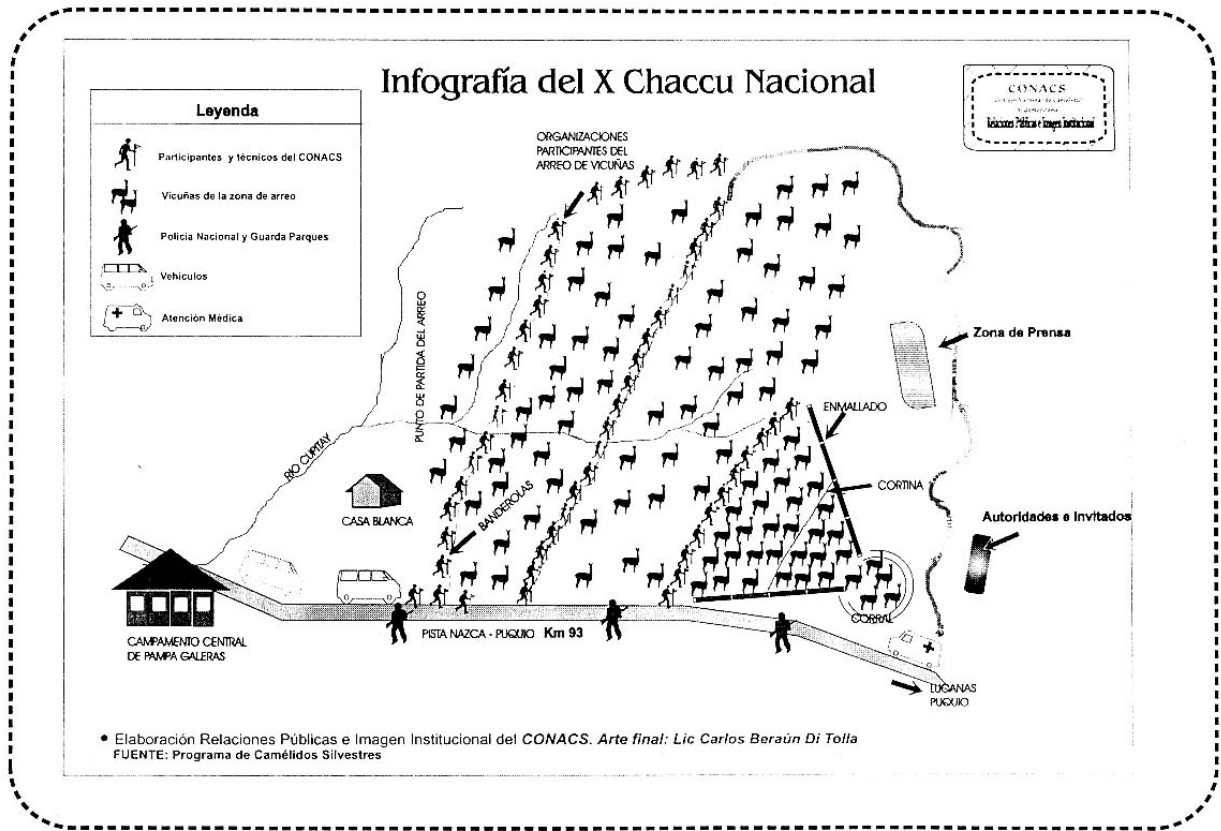 Infografía del X Chaccu Nacional
CONACS
Relaciones Públicas e Imagen Institucional
Leyenda
Participantes y técnicos del CONACS
Vicuñas de la zona de arreo
Policía Nacional y Guarda Parques
Vehículos
Atención Médica
ORGANIZACIONES
PARTICIPANTES DEL
ARREO DE VICUÑAS
PUNTO DE PARTIDA DEL ARREO
RIO CUPITAY
CASA BLANCA
BANDEROLAS
Zona de Prensa
ENMALLADO
CORTINA
Autoridades e Invitados
CORRAL
CAMPAMENTO CENTRAL
DE PAMPA GALERAS
PISTA NAZCA - PUQUIO Km 93
LUCANAS
PUQUIO
• Elaboración Relaciones Públicas e Imagen Institucional del CONACS. Arte final: Lic Carlos Beraún Di Tolla
FUENTE: Programa de Camélidos Silvestres